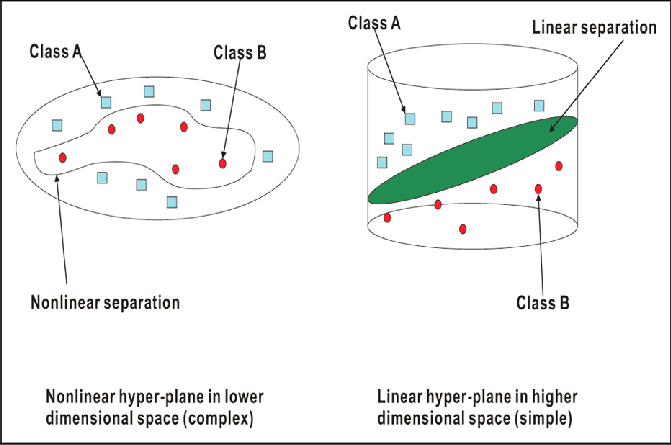 Class A
Class B
Nonlinear separation
Nonlinear hyper-plane in lower
dimensional space (complex)
Class A
Linear separation
Class B
Linear hyper-plane in higher
dimensional space (simple)